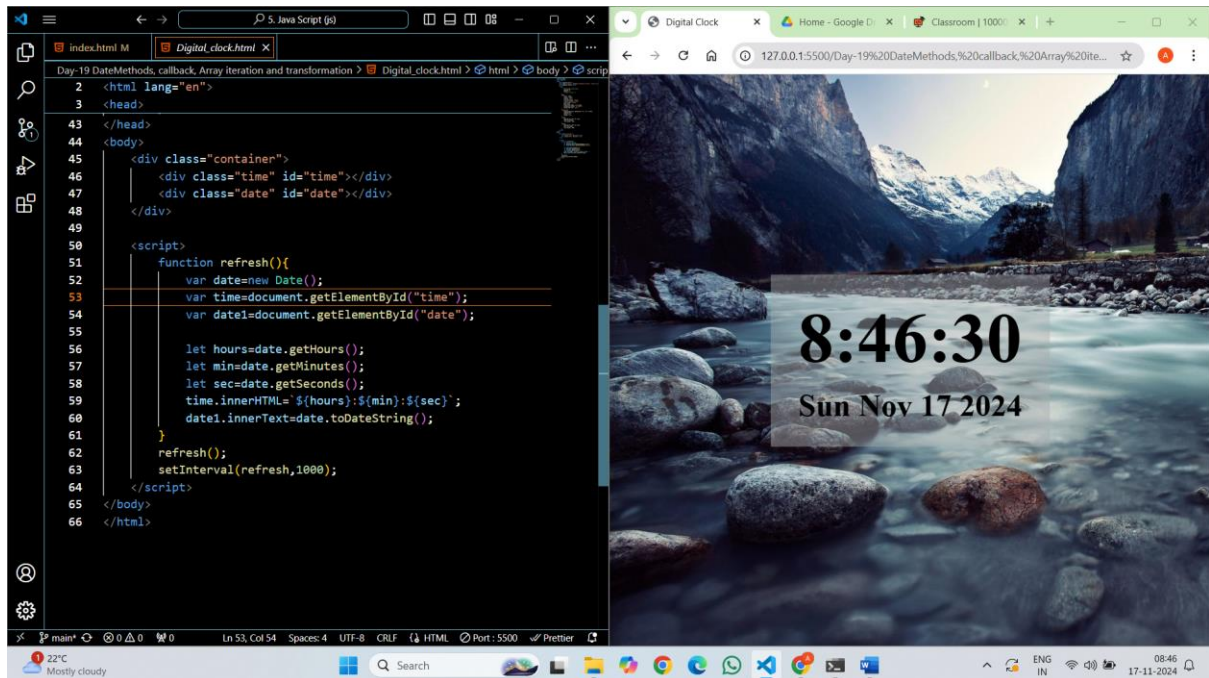 5. Java Script (js)
index.html M
Digital_clock.html
Day-19 DateMethods, callback, Array iteration and transformation > Digital_clock.html > html > body > scrip
2 <html lang="en">
3 <head>
43 </head>
44 <body>
45 <div class="container">
46 <div class="time" id="time"></div>
47 <div class="date" id="date"></div>
48 </div>
49
50 <script>
51 function refresh(){
52 var date=new Date();
53 var time=document.getElementById("time");
54 var date1=document.getElementById("date");
55
56 let hours=date.getHours();
57 let min=date.getMinutes();
58 let sec=date.getSeconds();
59 time.innerHTML=`${hours}:${min}:${sec}`;
60 date1.innerText=date.toDateString();
61 }
62 refresh();
63 setInterval(refresh,1000);
64 </script>
65 </body>
66 </html>
1
main* 0 0 0 Ln 53, Col 54 Spaces: 4 UTF-8 CRLF HTML Port : 5500 Prettier
Digital Clock
Home - Google D
Classroom | 1000
127.0.0.1:5500/Day-19%20DateMethods,%20callback,%20Array%20ite...
A
8:46:30
Sun Nov 17 2024
1
22°C
Mostly cloudy
Search
ENG
IN
08:46
17-11-2024